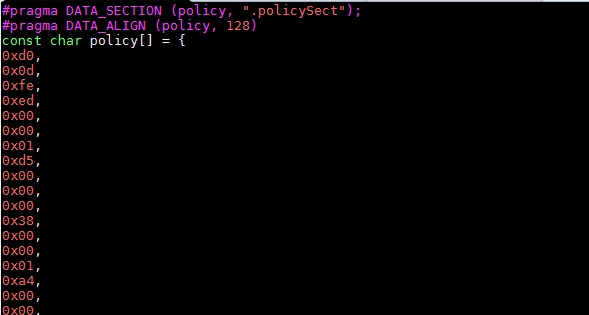 #pragma DATA_SECTION (policy, ".policySect");
#pragma DATA_ALIGN (policy, 128)
const char policy[] = {
0xd0,
0x0d,
0xfe,
0xed,
0x00,
0x00,
0x01,
0xd5,
0x00,
0x00,
0x00,
0x38,
0x00,
0x00,
0x01,
0xa4,
0x00,
0x00,